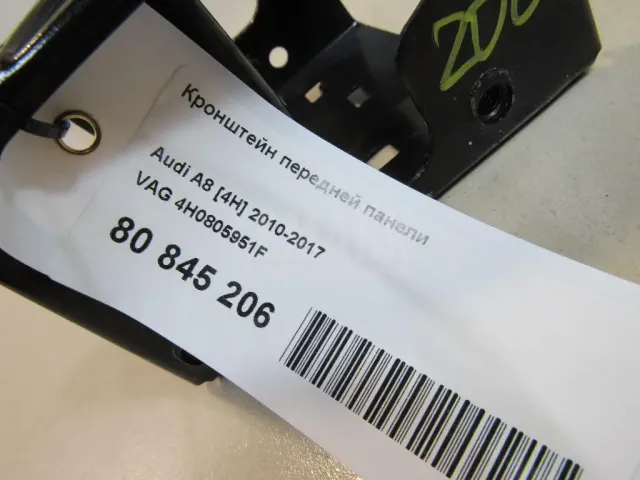 Кронштейн передней панели
Audi A8 [4H] 2010-2017
VAG 4H0805951F
80 845 206